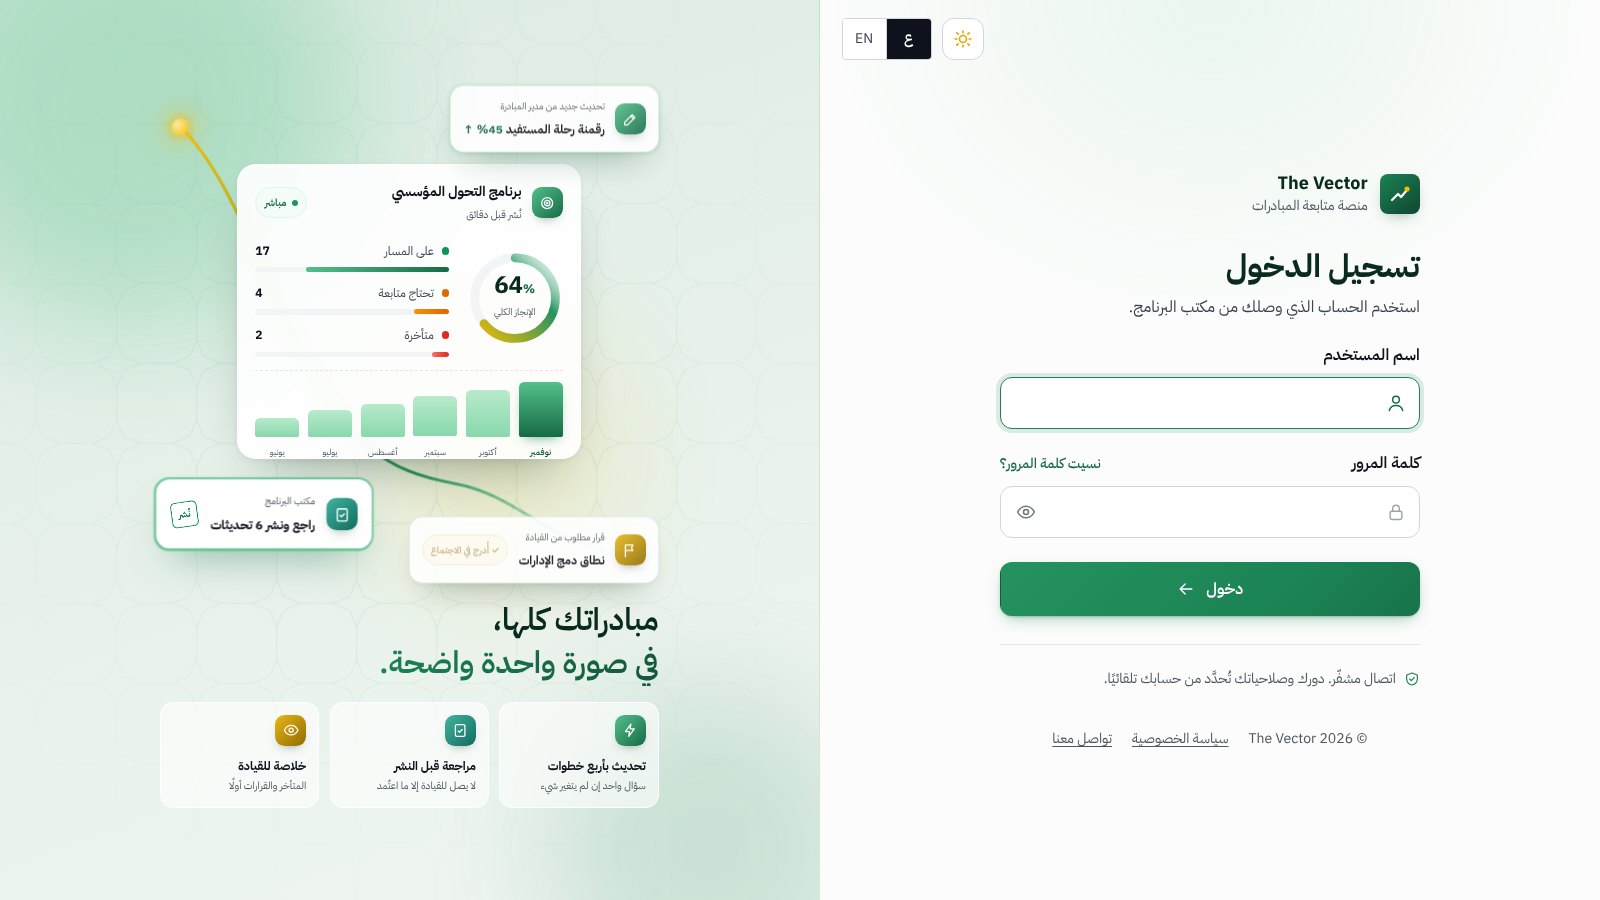 ع
EN
The Vector
منصة متابعة المبادرات
تسجيل الدخول
استخدم الحساب الذي وصلك من مكتب البرنامج.
اسم المستخدم
كلمة المرور
نسيت كلمة المرور؟
دخول ←
اتصال مشفّر. دورك وصلاحياتك تُحدَّد من حسابك تلقائيًا.
© 2026 The Vector
سياسة الخصوصية
تواصل معنا
تحديث جديد من مدير المبادرة
رقمنة رحلة المستفيد 45% ↑
برنامج التحول المؤسسي
نُشر قبل دقائق
مباشر
64%
الإنجاز الكلي
على المسار 17
تحتاج متابعة 4
متأخرة 2
نوفمبر
أكتوبر
سبتمبر
أغسطس
يوليو
يونيو
مكتب البرنامج
راجع ونشر 6 تحديثات
نُشر
قرار مطلوب من القيادة
نطاق دمج الإدارات
✓ أُدرج في الاجتماع
مبادراتك كلها،
في صورة واحدة واضحة.
تحديث بأربع خطوات
سؤال واحد إن لم يتغير شيء
مراجعة قبل النشر
لا يصل للقيادة إلا ما اعتُمد
خلاصة للقيادة
المتأخر والقرارات أولًا